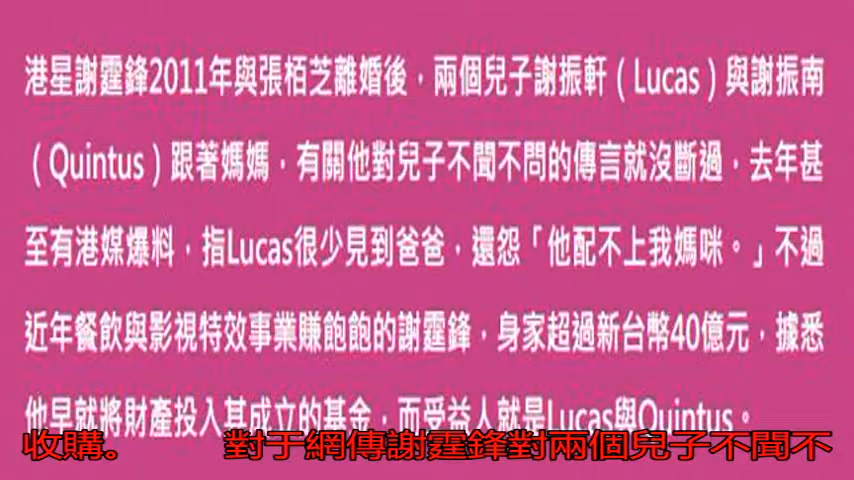 港星謝霆鋒2011年與張栢芝離婚後，兩個兒子謝振軒（Lucas）與謝振南
（Quintus）跟著媽媽，有關他對兒子不聞不問的傳言就沒斷過，去年甚
至有港媒爆料，指Lucas很少見到爸爸，還怨「他配不上我媽咪。」不過
近年餐飲與影視特效事業賺飽飽的謝霆鋒，身家超過新台幣40億元，據悉
他早就將財產投入其成立的基金，而受益人就是Lucas與Quintus。
收購。 對于網傳謝霆鋒對兩個兒子不聞不